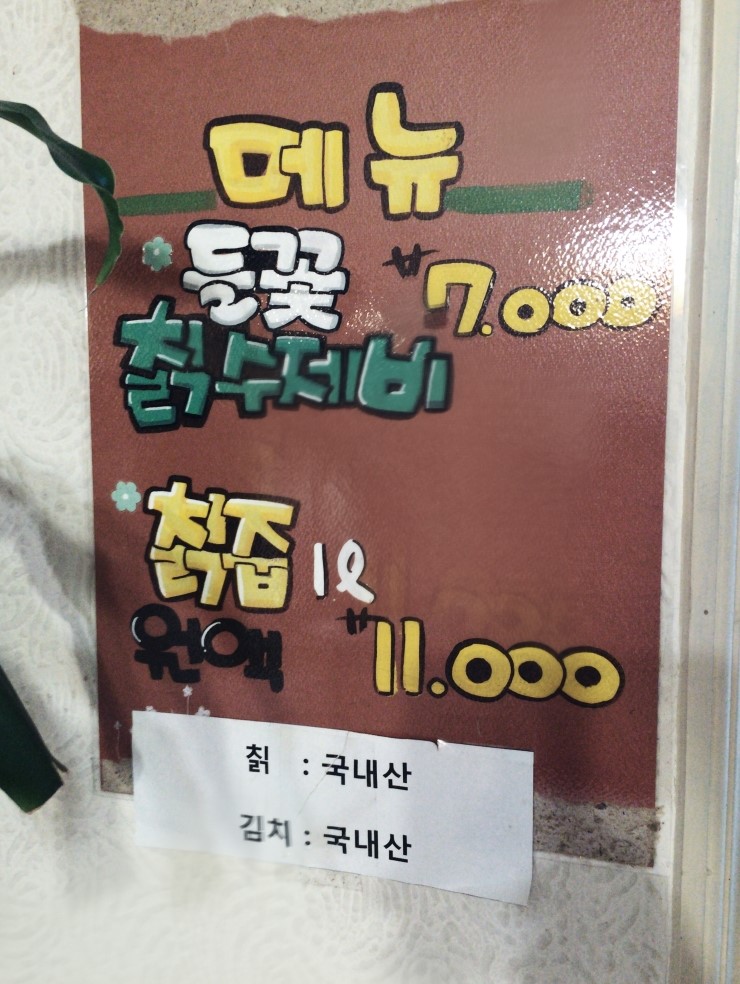 메뉴
들꽃 ₩7.000
칡수제비
칡즙 1ℓ
원액 ₩11.000
칡 : 국내산
김치 : 국내산